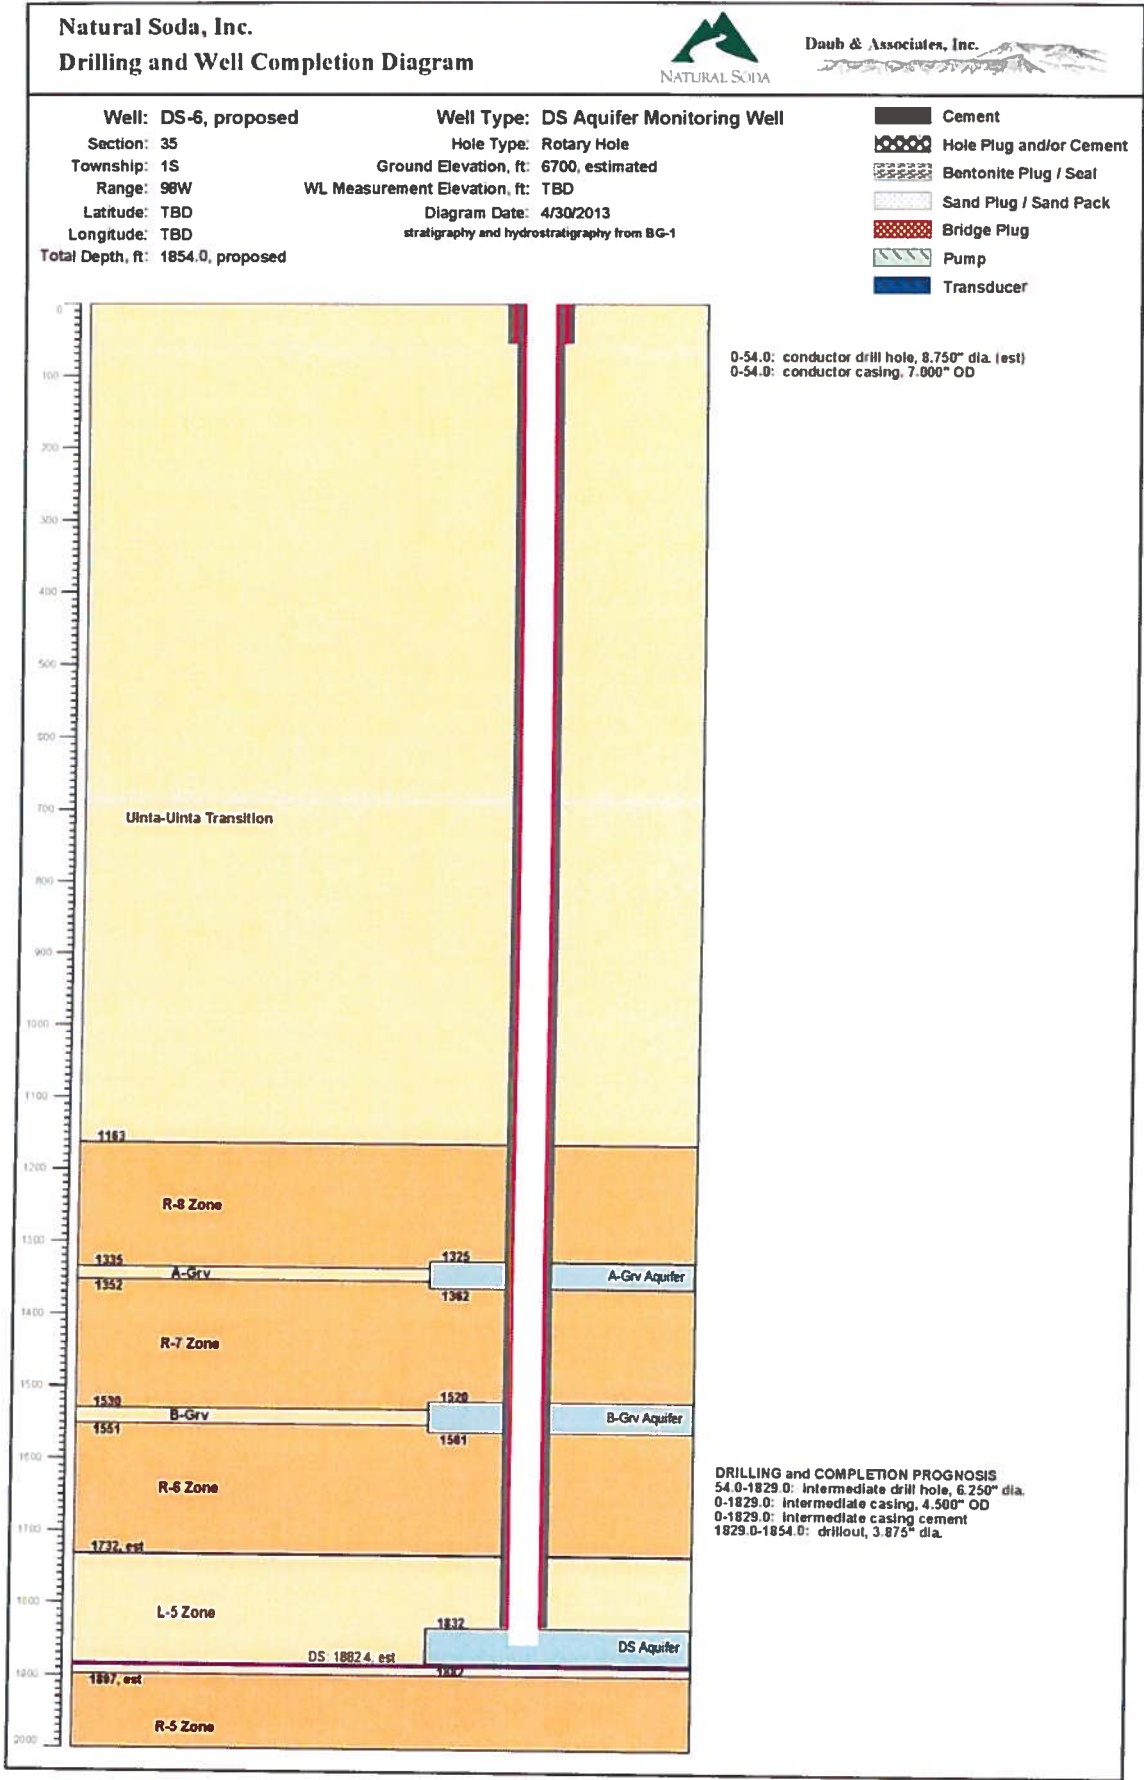 Natural Soda, Inc.
Drilling and Well Completion Diagram
NATURAL SODA
Daub & Associates, Inc.
Well: DS-6, proposed
Section: 35
Township: 1S
Range: 98W
Latitude: TBD
Longitude: TBD
Total Depth, ft: 1854.0, proposed
Well Type: DS Aquifer Monitoring Well
Hole Type: Rotary Hole
Ground Elevation, ft: 6700, estimated
WL Measurement Elevation, ft: TBD
Diagram Date: 4/30/2013
stratigraphy and hydrostratigraphy from BG-1
Cement
Hole Plug and/or Cement
Bentonite Plug / Seal
Sand Plug / Sand Pack
Bridge Plug
Pump
Transducer
0
100
200
300
400
500
600
700
800
900
1000
1100
1200
1300
1400
1500
1600
1700
1800
1900
2000
0-54.0: conductor drill hole, 8.750" dia. (est)
0-54.0: conductor casing, 7.000" OD
Uinta-Uinta Transition
1163
R-8 Zone
1335
A-Grv
1352
1325
A-Grv Aquifer
1362
R-7 Zone
1530
B-Grv
1551
1520
B-Grv Aquifer
1561
R-6 Zone
1732, est
DRILLING and COMPLETION PROGNOSIS
54.0-1829.0: intermediate drill hole, 6.250" dia.
0-1829.0: intermediate casing, 4.500" OD
0-1829.0: intermediate casing cement
1829.0-1854.0: drillout, 3.875" dia.
L-5 Zone
1832
DS Aquifer
DS: 1882.4, est
1882
1897, est
R-5 Zone